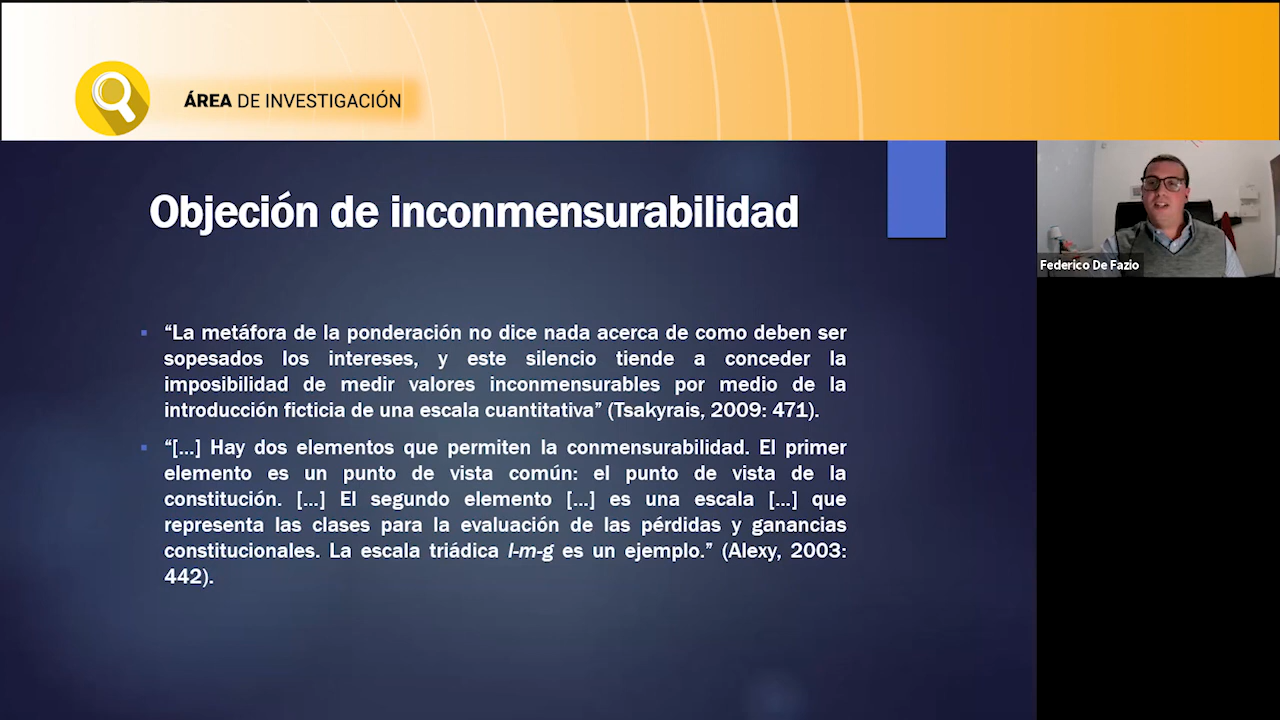 ÁREA DE INVESTIGACIÓN
Objeción de inconmensurabilidad
Federico De Fazio
▪ “La metáfora de la ponderación no dice nada acerca de como deben ser
sopesados los intereses, y este silencio tiende a conceder la
imposibilidad de medir valores inconmensurables por medio de la
introducción ficticia de una escala cuantitativa” (Tsakyrais, 2009: 471).
▪ “[...] Hay dos elementos que permiten la conmensurabilidad. El primer
elemento es un punto de vista común: el punto de vista de la
constitución. [...] El segundo elemento [...] es una escala [...] que
representa las clases para la evaluación de las pérdidas y ganancias
constitucionales. La escala triádica l-m-g es un ejemplo.” (Alexy, 2003:
442).